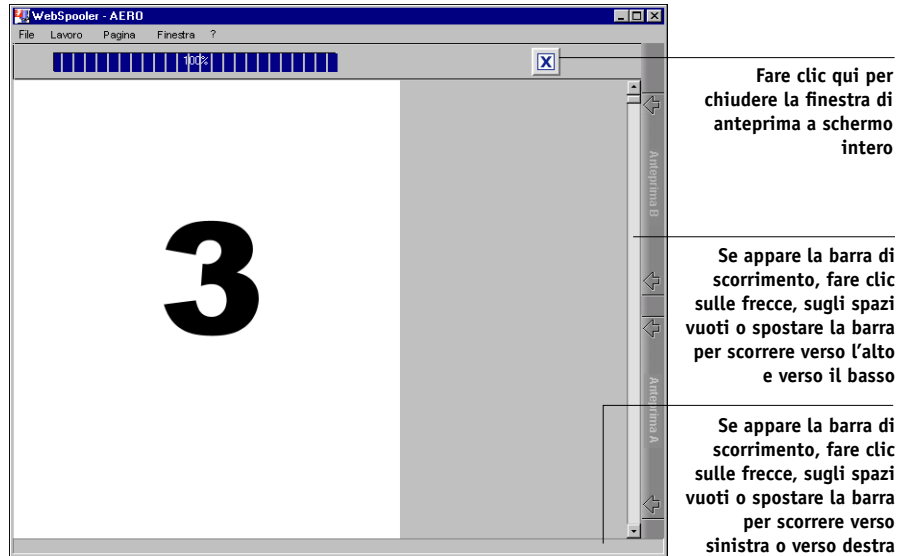 WebSpooler - AERO
File Lavoro Pagina Finestra ?
100%
X
3
Anteprima B
Anteprima A
Fare clic qui per
chiudere la finestra di
anteprima a schermo
intero
Se appare la barra di
scorrimento, fare clic
sulle frecce, sugli spazi
vuoti o spostare la barra
per scorrere verso l’alto
e verso il basso
Se appare la barra di
scorrimento, fare clic
sulle frecce, sugli spazi
vuoti o spostare la barra
per scorrere verso
sinistra o verso destra